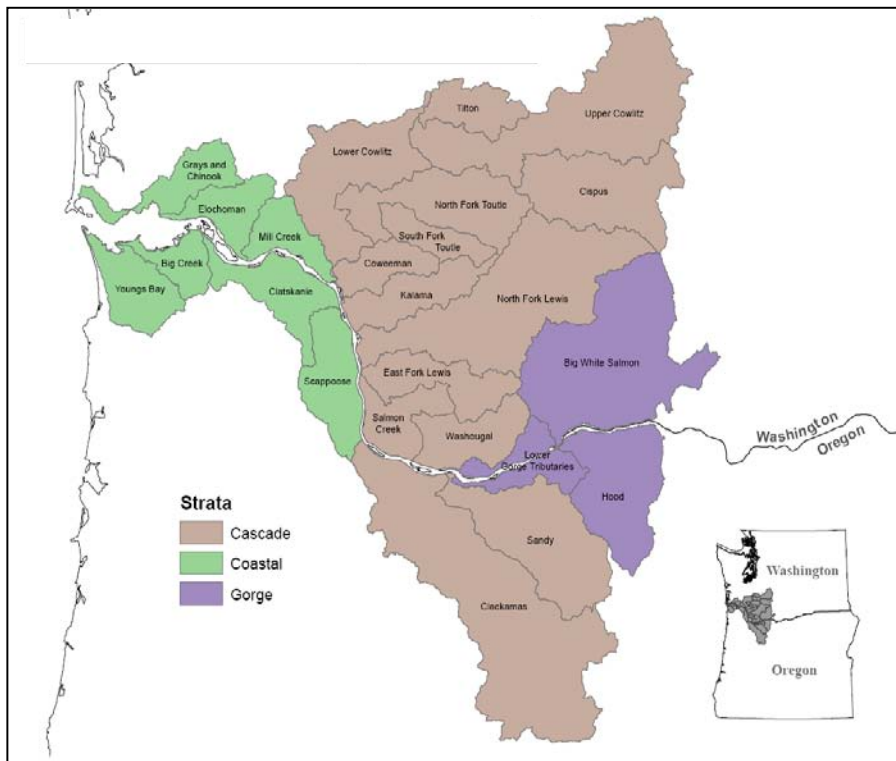 Tilton
Upper Cowlitz
Lower Cowlitz
Grays and
Chinook
Cispus
North Fork Toutle
Elochoman
South Fork
Toutle
Mill Creek
Coweeman
Big Creek
Youngs Bay
Clatskanie
Kalama
North Fork Lewis
Big White Salmon
East Fork Lewis
Scappoose
Salmon
Creek
Washougal
Washington
Oregon
Lower
Gorge Tributaries
Hood
Strata
Cascade
Coastal
Gorge
Sandy
Clackamas
Washington
Oregon